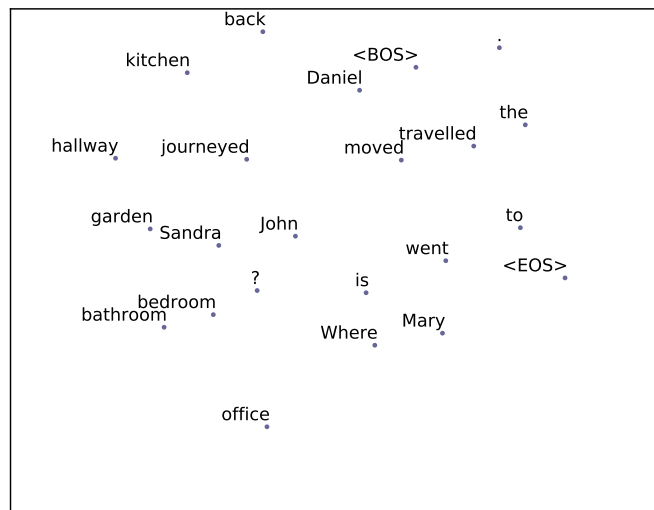 back
.
<BOS>
kitchen
Daniel
the
travelled
hallway
journeyed
moved
garden
to
John
Sandra
went
<EOS>
?
is
bedroom
bathroom
Mary
Where
office